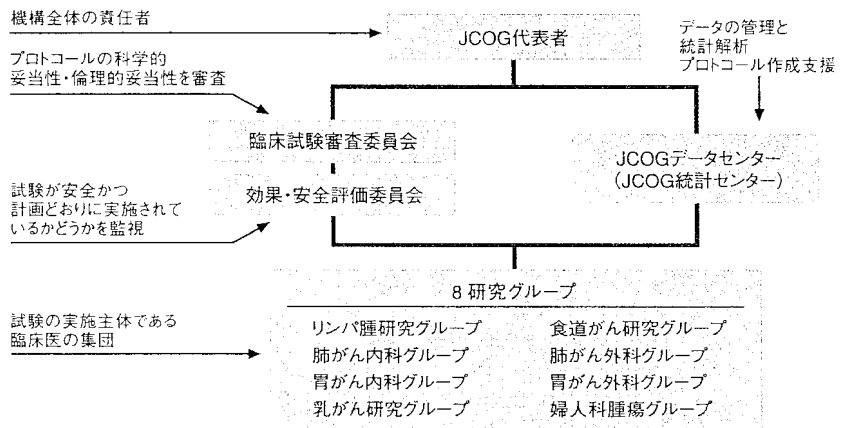 機構全体の責任者
JCOG代表者
データの管理と
統計解析
プロトコール作成支援
プロトコールの科学的
妥当性・倫理的妥当性を審査
臨床試験審査委員会
JCOGデータセンター
(JCOG統計センター)
試験が安全かつ
計画どおりに実施されて
いるかどうかを監視
効果・安全評価委員会
8 研究グループ
試験の実施主体である
臨床医の集団
リンパ腫研究グループ
食道がん研究グループ
肺がん内科グループ
肺がん外科グループ
胃がん内科グループ
胃がん外科グループ
乳がん研究グループ
婦人科腫瘍グループ